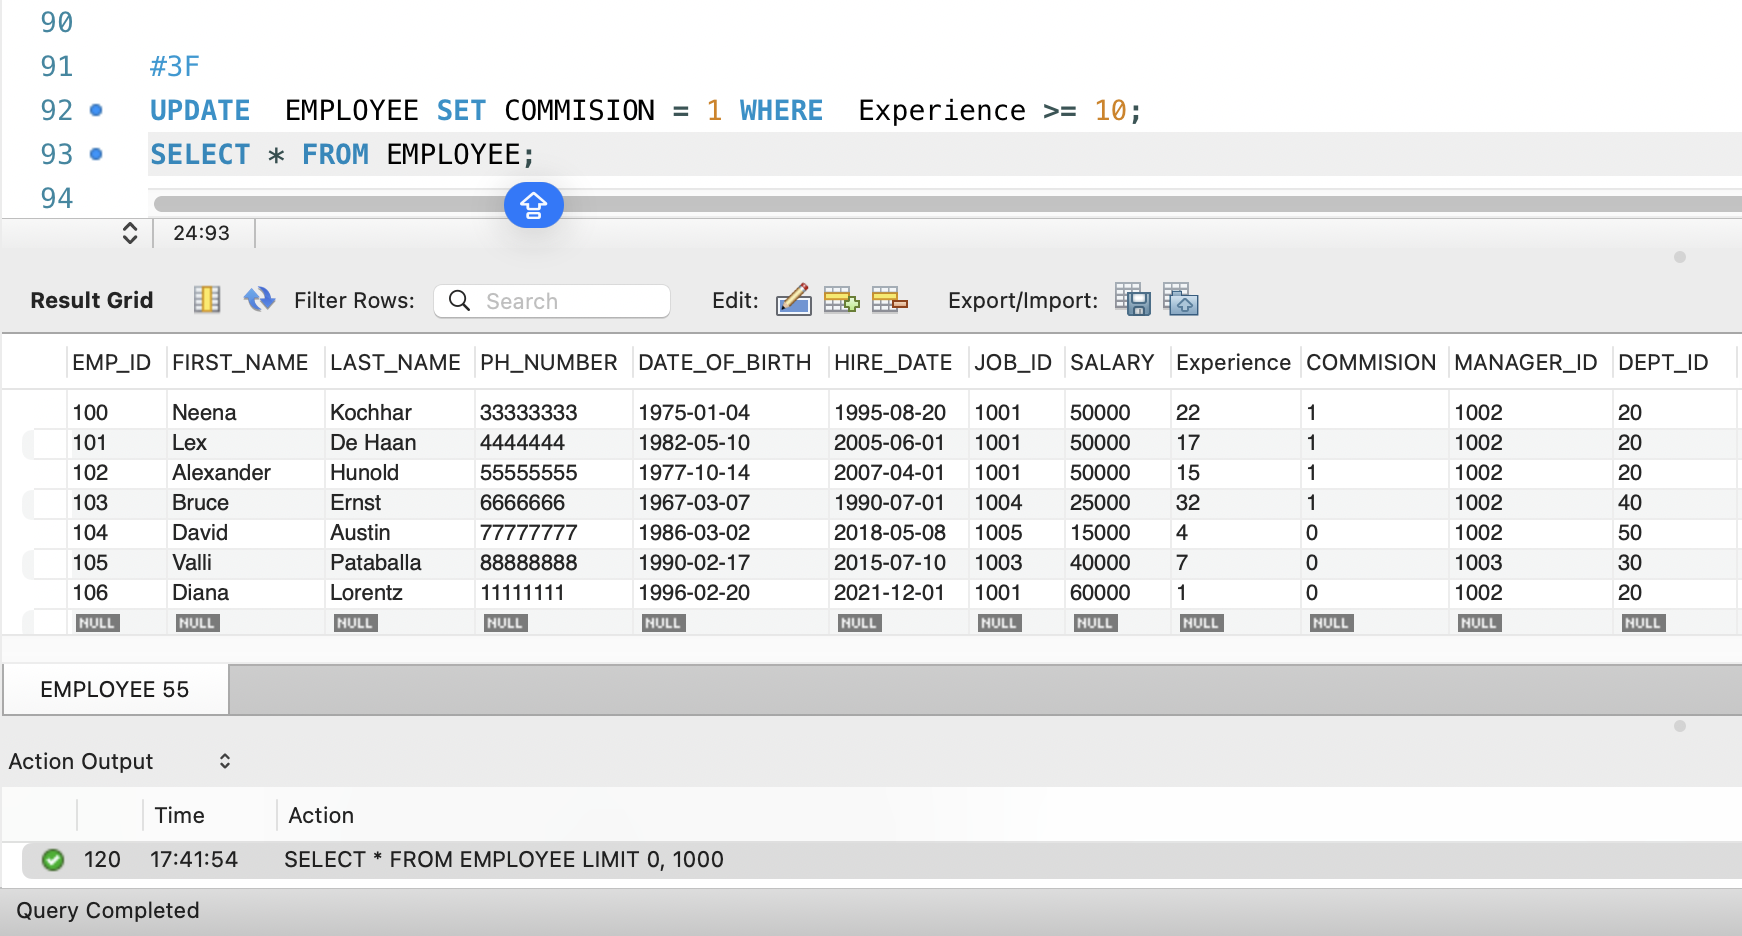 90
91 #3F
92 UPDATE EMPLOYEE SET COMMISION = 1 WHERE Experience >= 10;
93 SELECT * FROM EMPLOYEE;
94
24:93
Result Grid Filter Rows: Search Edit: Export/Import:
EMP_ID FIRST_NAME LAST_NAME PH_NUMBER DATE_OF_BIRTH HIRE_DATE JOB_ID SALARY Experience COMMISION MANAGER_ID DEPT_ID
100 Neena Kochhar 33333333 1975-01-04 1995-08-20 1001 50000 22 1 1002 20
101 Lex De Haan 4444444 1982-05-10 2005-06-01 1001 50000 17 1 1002 20
102 Alexander Hunold 55555555 1977-10-14 2007-04-01 1001 50000 15 1 1002 20
103 Bruce Ernst 6666666 1967-03-07 1990-07-01 1004 25000 32 1 1002 40
104 David Austin 77777777 1986-03-02 2018-05-08 1005 15000 4 0 1002 50
105 Valli Pataballa 88888888 1990-02-17 2015-07-10 1003 40000 7 0 1003 30
106 Diana Lorentz 11111111 1996-02-20 2021-12-01 1001 60000 1 0 1002 20
NULL NULL NULL NULL NULL NULL NULL NULL NULL NULL NULL NULL
EMPLOYEE 55
Action Output
Time Action
120 17:41:54 SELECT * FROM EMPLOYEE LIMIT 0, 1000
Query Completed